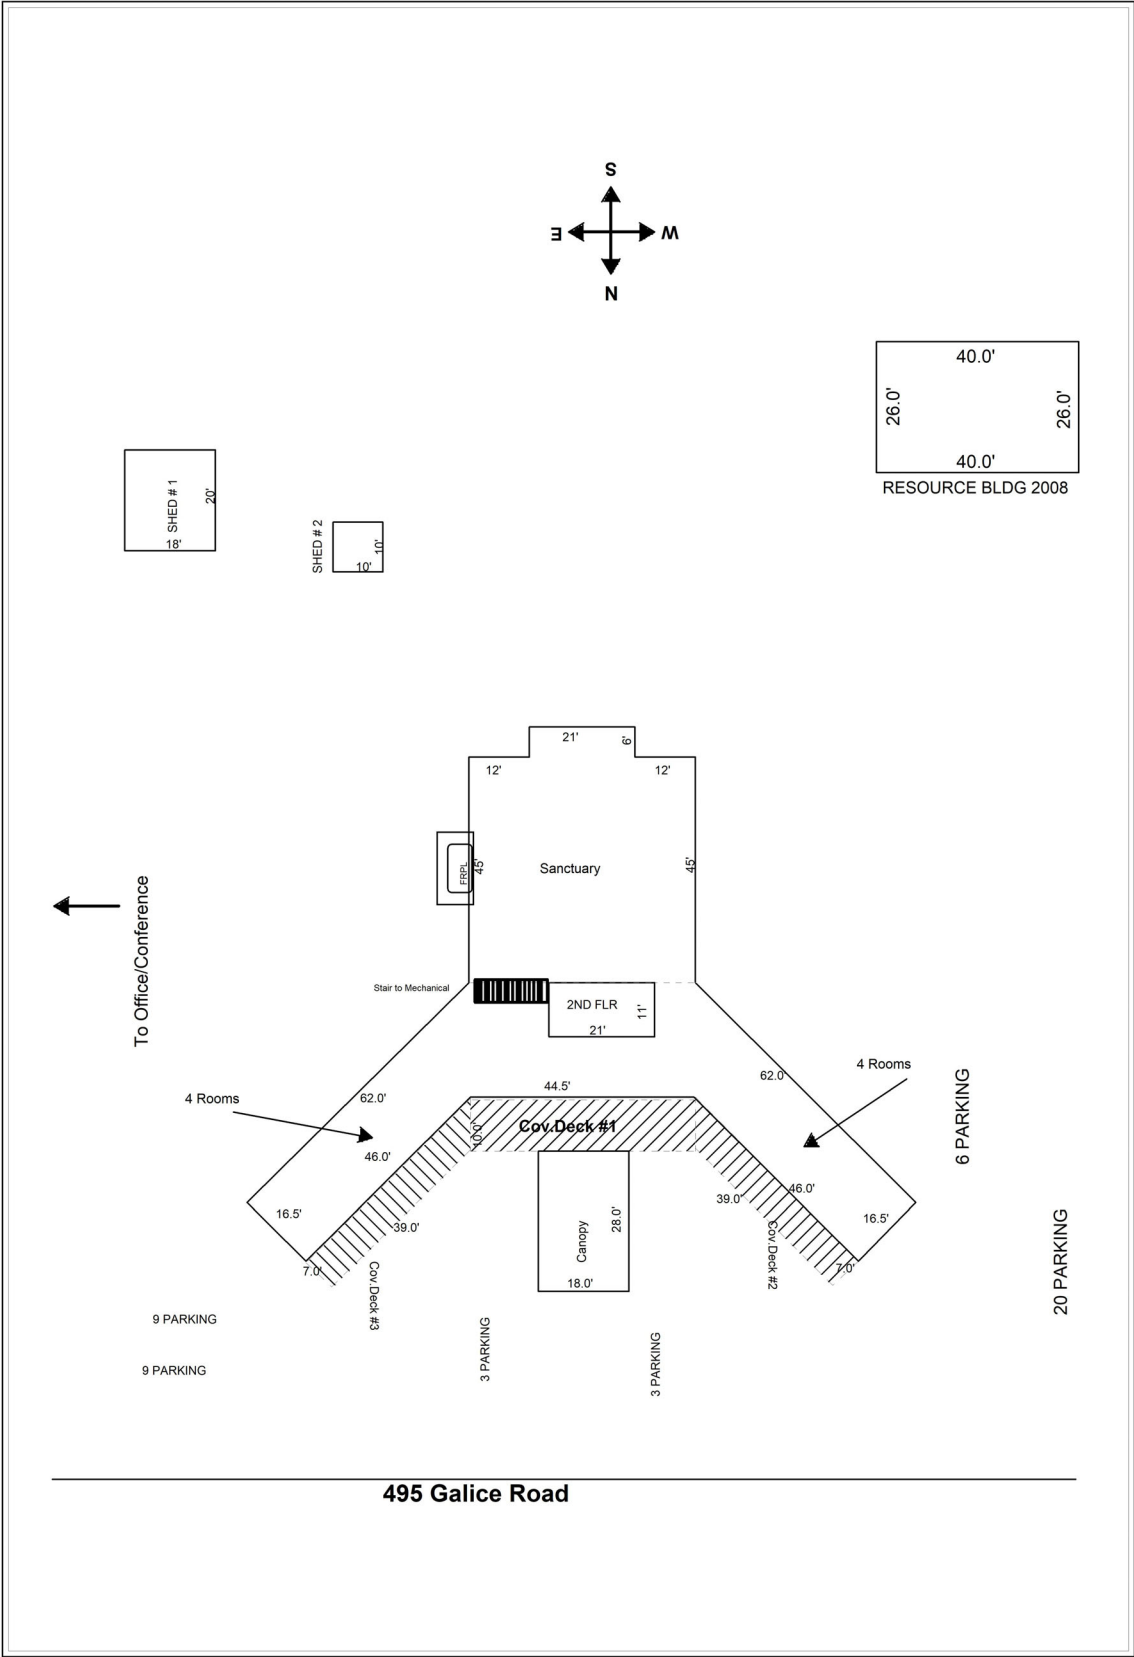 S
E
W
N
40.0'
26.0'
26.0'
40.0'
RESOURCE BLDG 2008
SHED # 1
20'
18'
SHED # 2
10'
10'
21'
6'
12'
12'
FRPL
45'
Sanctuary
45'
To Office/Conference
Stair to Mechanical
2ND FLR
11'
21'
4 Rooms
62.0'
44.5'
62.0'
4 Rooms
6 PARKING
Cov.Deck #1
10.0'
46.0'
46.0'
39.0'
39.0'
16.5'
16.5'
28.0'
Canopy
18.0'
7.0'
7.0'
Cov.Deck #3
Cov.Deck #2
20 PARKING
9 PARKING
9 PARKING
3 PARKING
3 PARKING
495 Galice Road